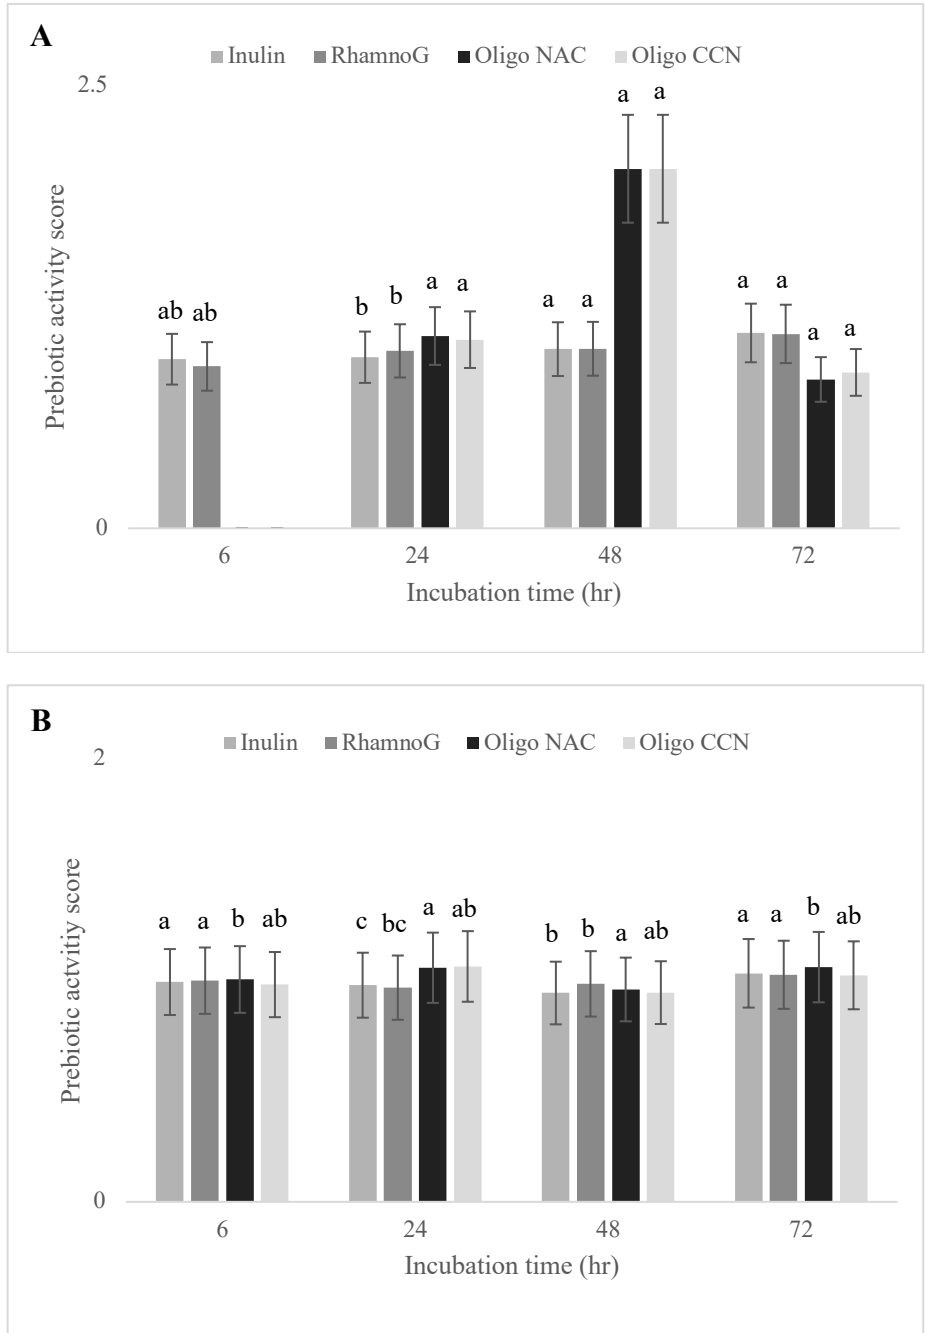 A
Inulin RhamnoG Oligo NAC Oligo CCN
2.5
a a
a a a a
ab ab b b a a a a
Prebiotic activity score
0
6 24 48 72
Incubation time (hr)
B
Inulin RhamnoG Oligo NAC Oligo CCN
2
a a b ab c bc a ab b b a ab a a b ab
Prebiotic actvitiy score
0
6 24 48 72
Incubation time (hr)